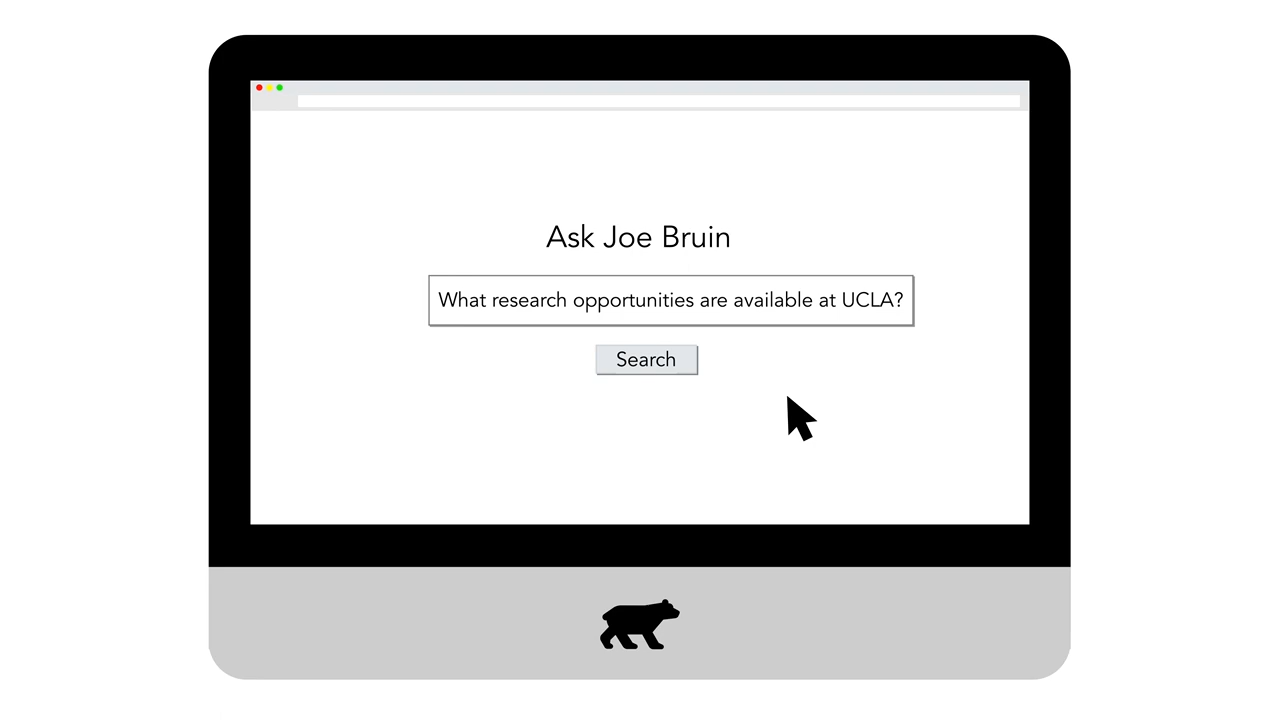 Ask Joe Bruin
What research opportunities are available at UCLA?
Search